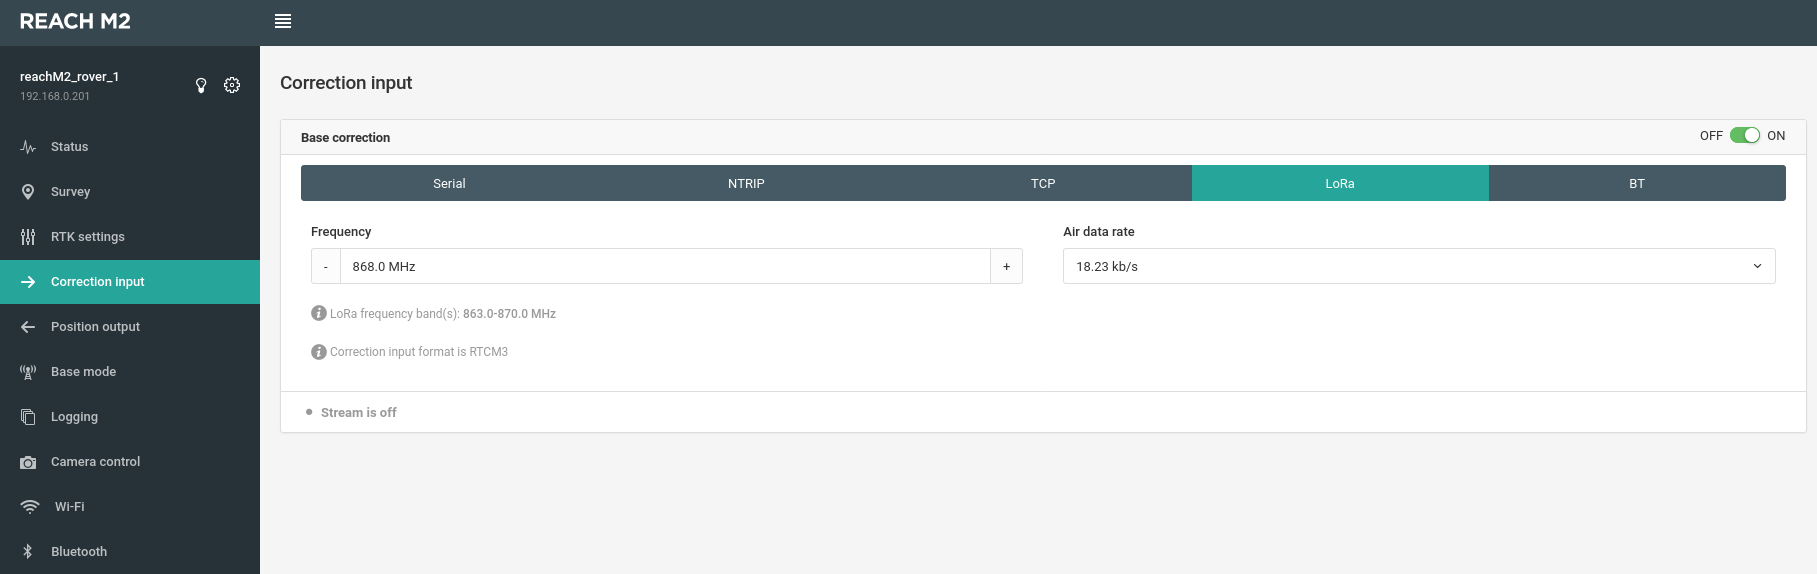 REACH M2
reachM2_rover_1
192.168.0.201
Status
Survey
RTK settings
Correction input
Position output
Base mode
Logging
Camera control
Wi-Fi
Bluetooth
Correction input
Base correction
OFF ON
Serial NTRIP TCP LoRa BT
Frequency Air data rate
- 868.0 MHz + 18.23 kb/s
LoRa frequency band(s): 863.0-870.0 MHz
Correction input format is RTCM3
Stream is off